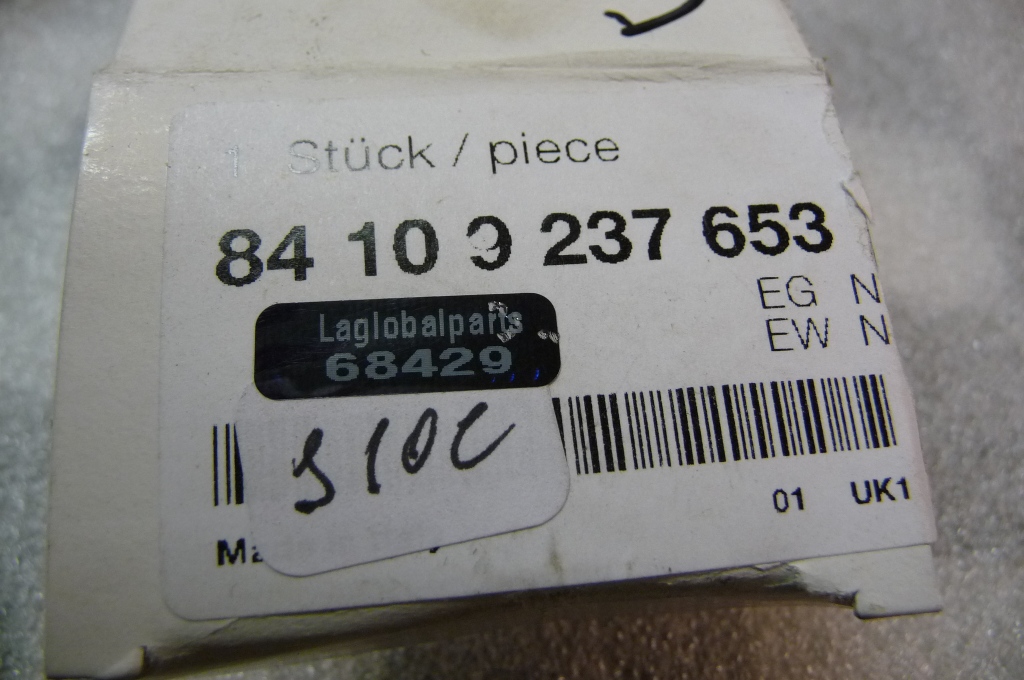 1 Stück / piece
84 10 9 237 653
EG N
EW N
Laglobalparts
68429
S10C
01 UK1